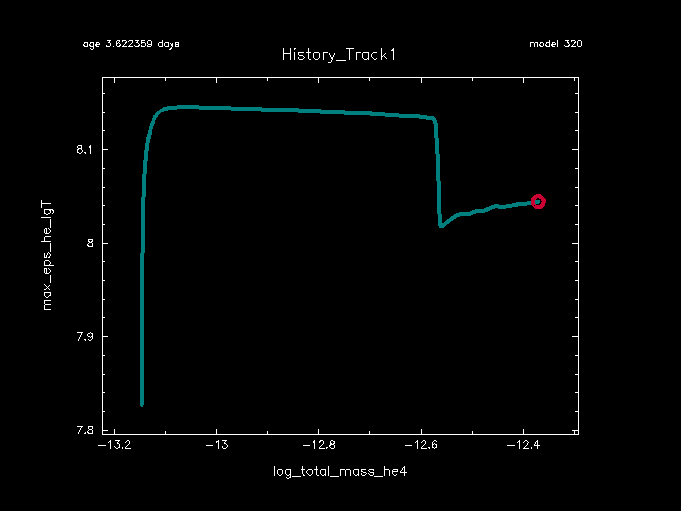 age 3.622359 days
model 320
History_Track1
8.1
8
7.9
7.8
max_eps_he_lgT
-13.2
-13
-12.8
-12.6
-12.4
log_total_mass_he4